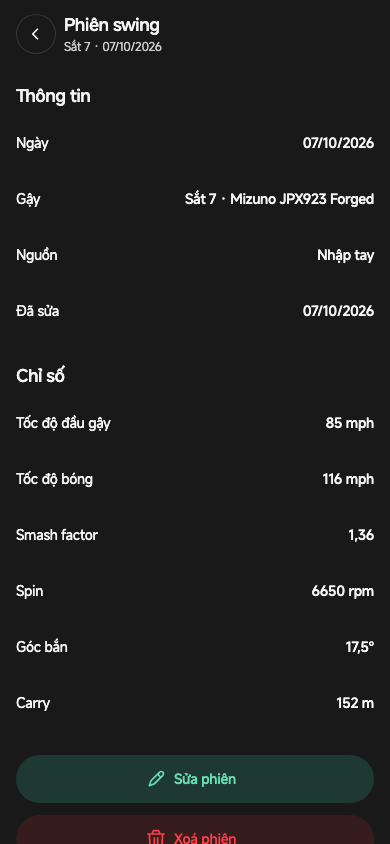 Phiên swing
Sắt 7 · 07/10/2026
Thông tin
Ngày 07/10/2026
Gậy Sắt 7 · Mizuno JPX923 Forged
Nguồn Nhập tay
Đã sửa 07/10/2026
Chỉ số
Tốc độ đầu gậy 85 mph
Tốc độ bóng 116 mph
Smash factor 1,36
Spin 6650 rpm
Góc bắn 17,5°
Carry 152 m
Sửa phiên
Xoá phiên